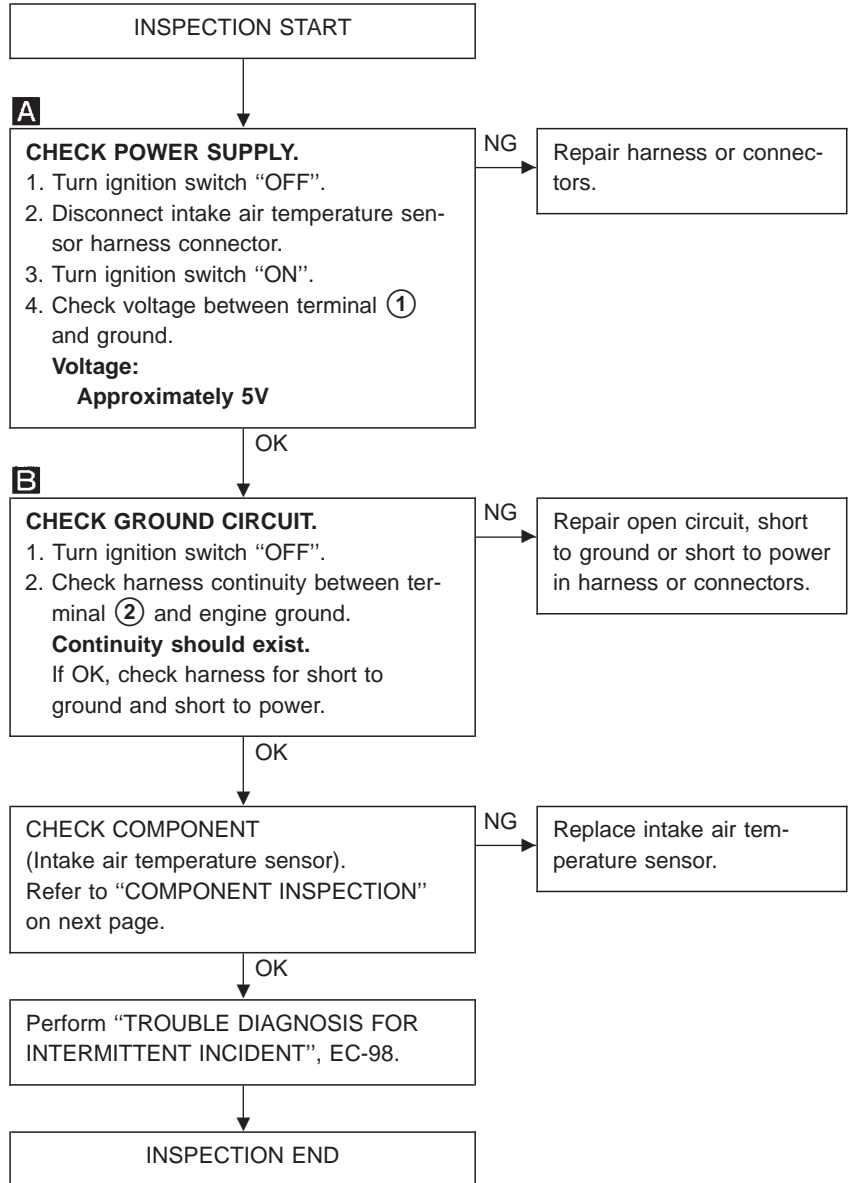 INSPECTION START
A
CHECK POWER SUPPLY.
1. Turn ignition switch “OFF”.
2. Disconnect intake air temperature sen-
sor harness connector.
3. Turn ignition switch “ON”.
4. Check voltage between terminal ①
and ground.
Voltage:
Approximately 5V
NG
Repair harness or connec-
tors.
OK
B
CHECK GROUND CIRCUIT.
1. Turn ignition switch “OFF”.
2. Check harness continuity between ter-
minal ② and engine ground.
Continuity should exist.
If OK, check harness for short to
ground and short to power.
NG
Repair open circuit, short
to ground or short to power
in harness or connectors.
OK
CHECK COMPONENT
(Intake air temperature sensor).
Refer to “COMPONENT INSPECTION”
on next page.
NG
Replace intake air tem-
perature sensor.
OK
Perform “TROUBLE DIAGNOSIS FOR
INTERMITTENT INCIDENT”, EC-98.
INSPECTION END